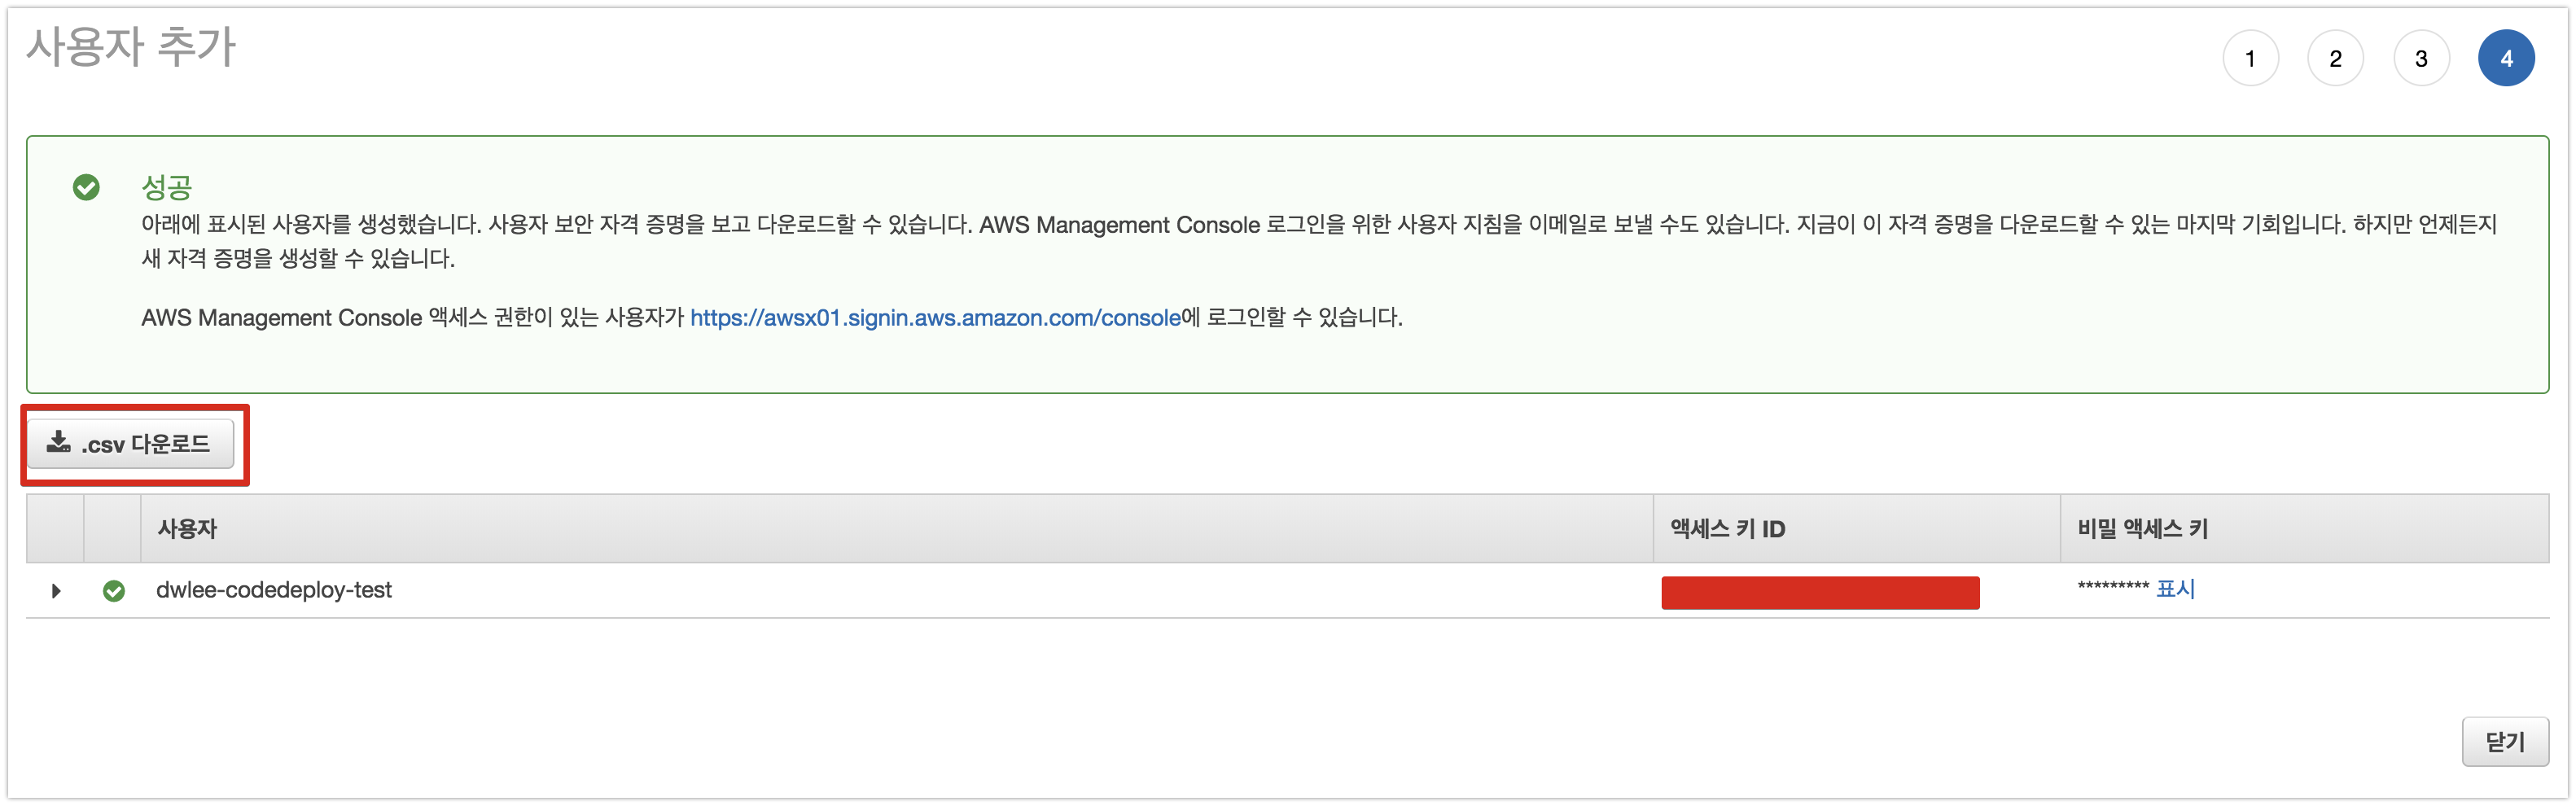 사용자 추가
1 2 3 4
성공
아래에 표시된 사용자를 생성했습니다. 사용자 보안 자격 증명을 보고 다운로드할 수 있습니다. AWS Management Console 로그인을 위한 사용자 지침을 이메일로 보낼 수도 있습니다. 지금이 이 자격 증명을 다운로드할 수 있는 마지막 기회입니다. 하지만 언제든지
새 자격 증명을 생성할 수 있습니다.
AWS Management Console 액세스 권한이 있는 사용자가 https://awsx01.signin.aws.amazon.com/console에 로그인할 수 있습니다.
.csv 다운로드
사용자 액세스 키 ID 비밀 액세스 키
dwlee-codedeploy-test ********* 표시
닫기